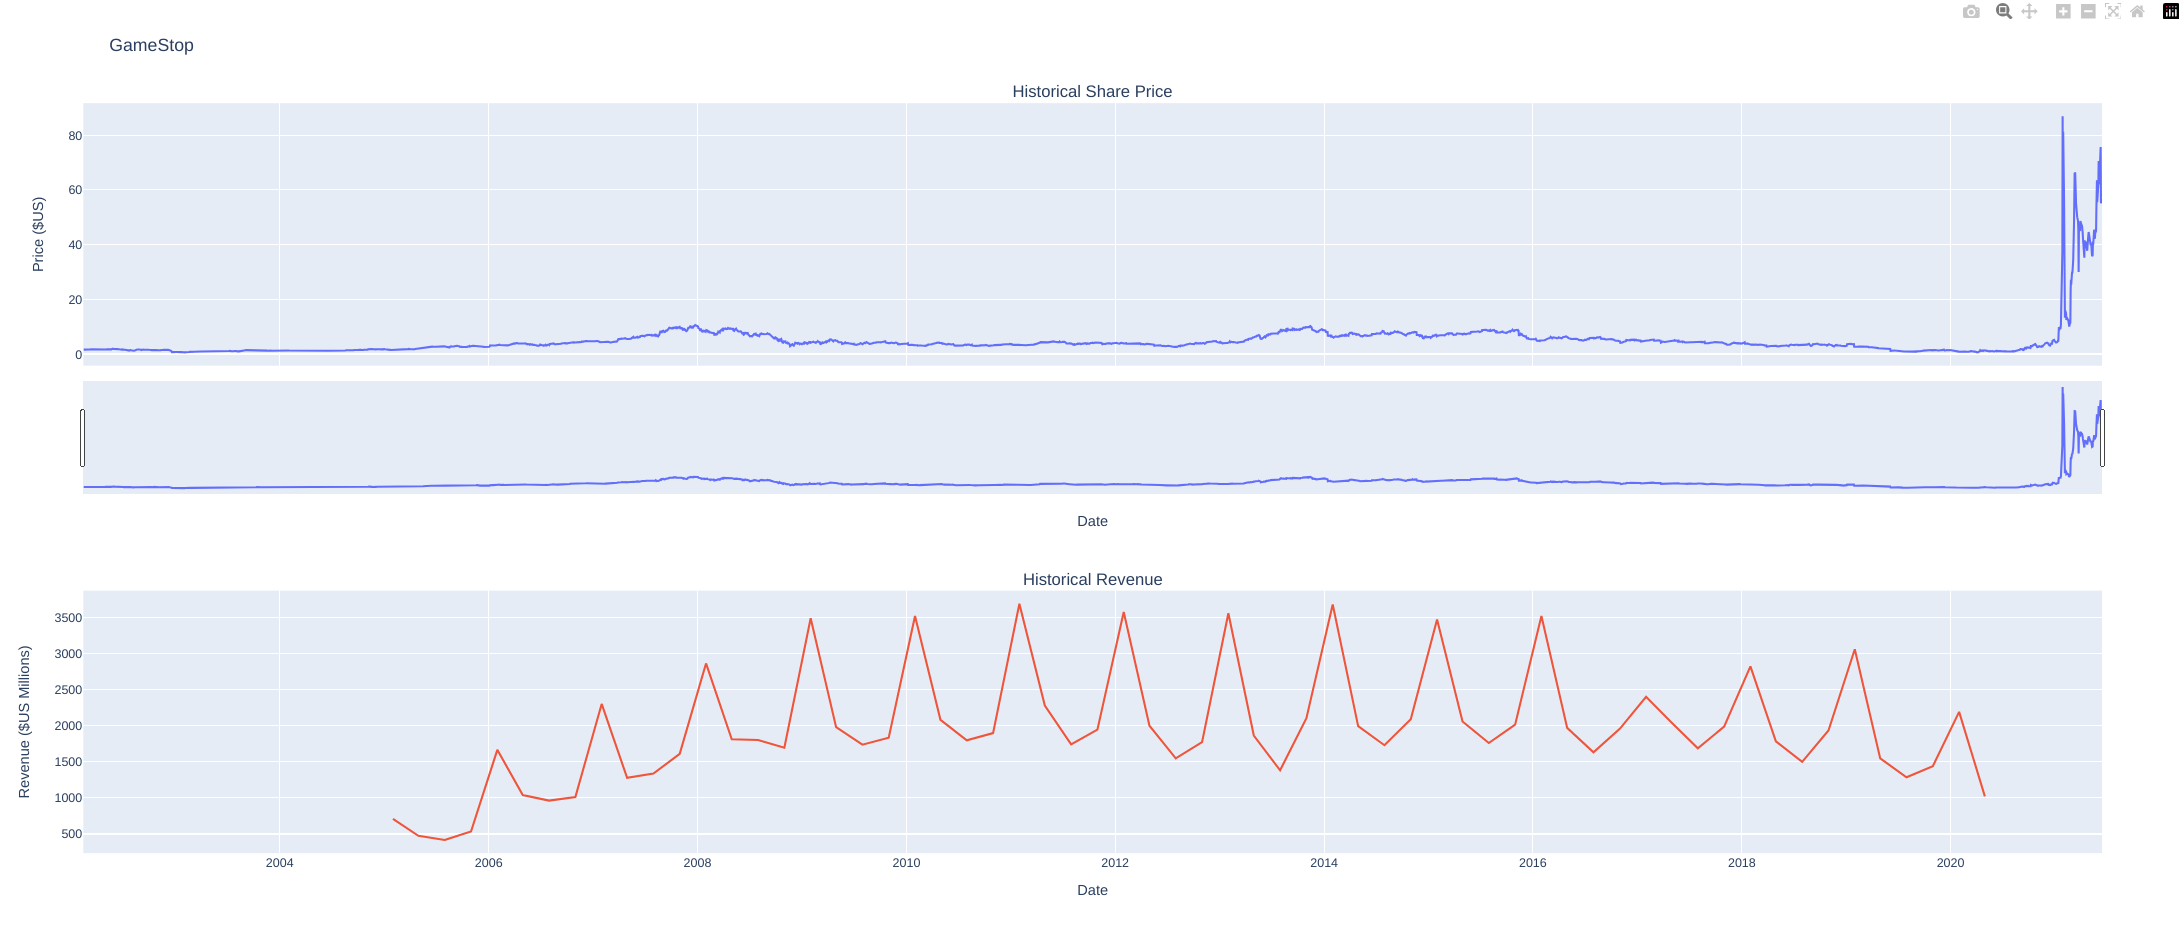 GameStop
Historical Share Price
80
60
40
20
0
Price ($US)
Date
Historical Revenue
3500
3000
2500
2000
1500
1000
500
Revenue ($US Millions)
2004 2006 2008 2010 2012 2014 2016 2018 2020
Date